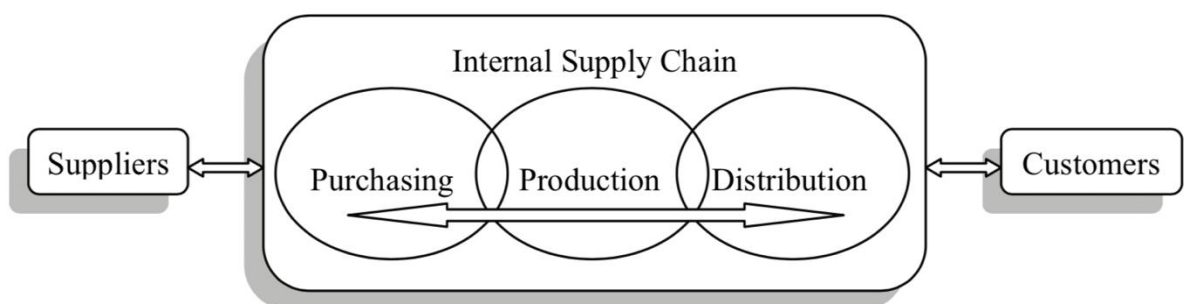 Internal Supply Chain
Suppliers
Purchasing
Production
Distribution
Customers